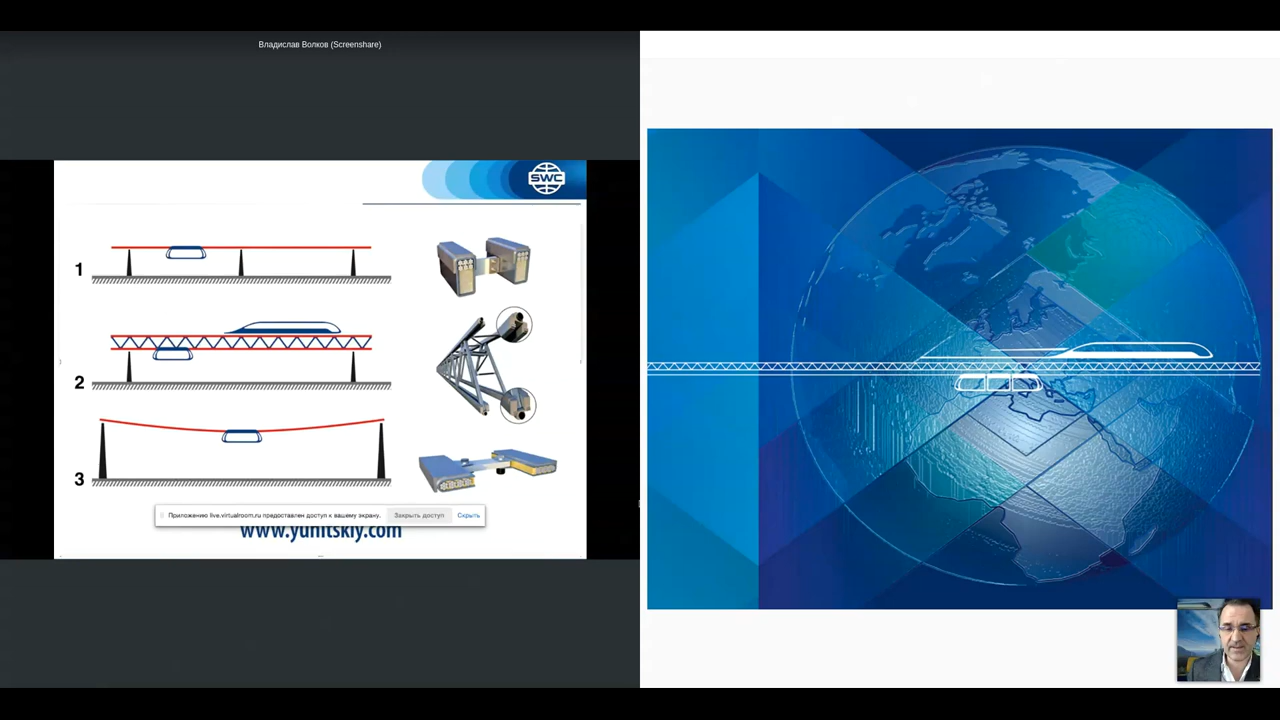 Владислав Волков (Screenshare)
SWC
1
2
3
Приложению live.virtualroom.ru предоставлен доступ к вашему экрану.
Закрыть доступ
Скрыть
www.yunitskiy.com